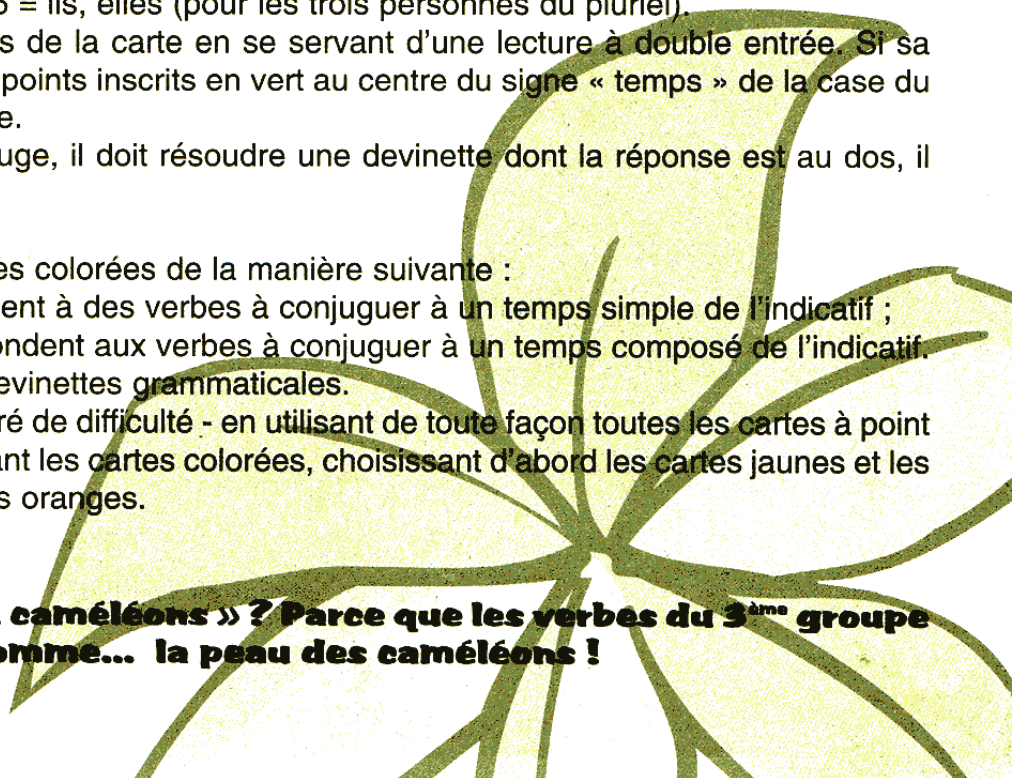 = ils, elles (pour les trois personnes du pluriel).
s de la carte en se servant d'une lecture à double entrée. Si sa
points inscrits en vert au centre du signe « temps » de la case du
e.
uge, il doit résoudre une devinette dont la réponse est au dos, il
es colorées de la manière suivante :
ent à des verbes à conjuguer à un temps simple de l'indicatif ;
ondent aux verbes à conjuguer à un temps composé de l'indicatif.
evinettes grammaticales.
ré de difficulté - en utilisant de toute façon toutes les cartes à point
ant les cartes colorées, choisissant d'abord les cartes jaunes et les
s oranges.
caméléons » ? Parce que les verbes du 3ème groupe
omme... la peau des caméléons !